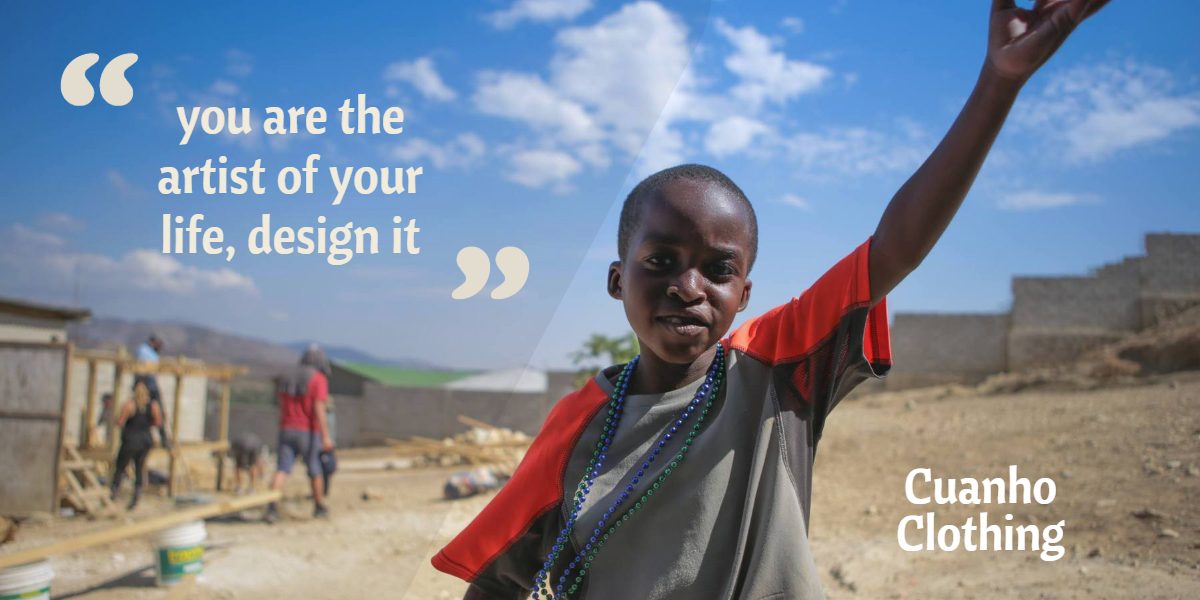 “
you are the
artist of your
life, design it
”
Cuanho
Clothing